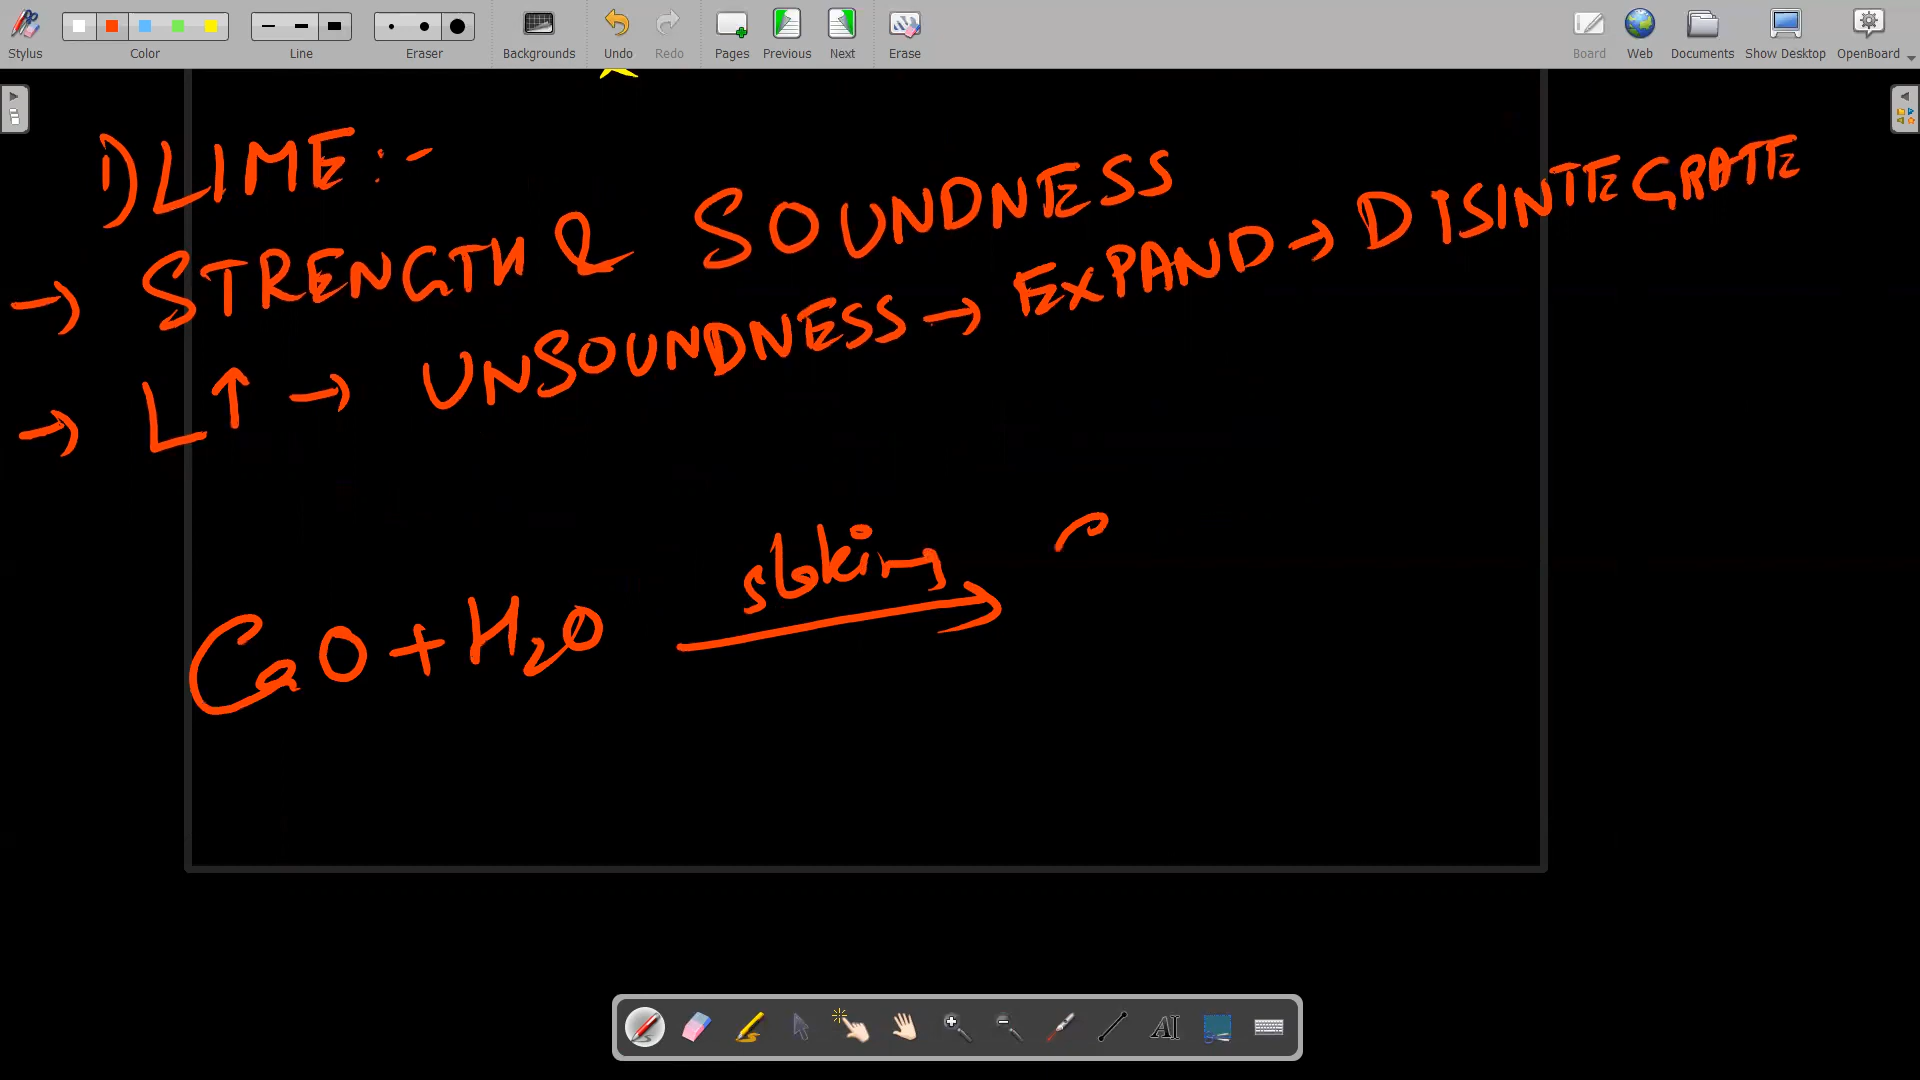 Stylus Color Line Eraser Backgrounds Undo Redo Pages Previous Next Erase Board Web Documents Show Desktop OpenBoard
1) LIME :-
→ STRENGTH & SOUNDNESS
→ L↑ → UNSOUNDNESS → EXPAND → DISINTEGRATE
slaking
CaO + H₂O →
AI